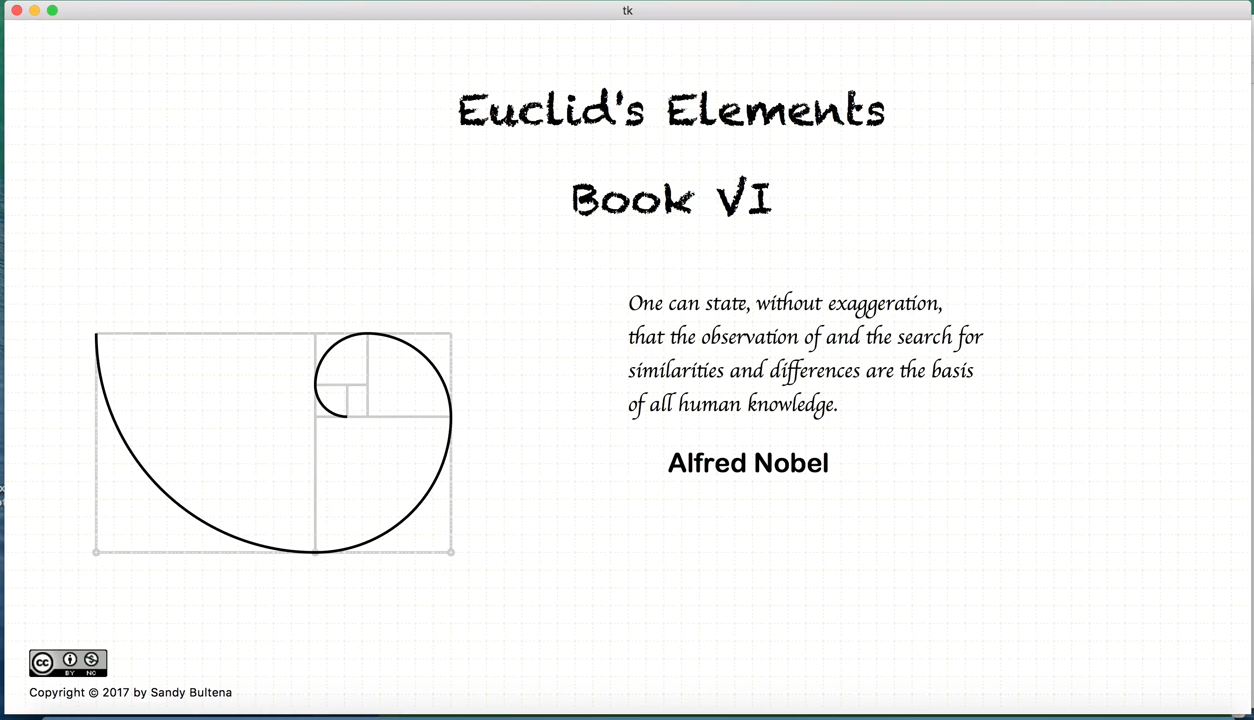 tk
Euclid's Elements
Book VI
One can state, without exaggeration,
that the observation of and the search for
similarities and differences are the basis
of all human knowledge.
Alfred Nobel
cc
BY NC
Copyright © 2017 by Sandy Bultena